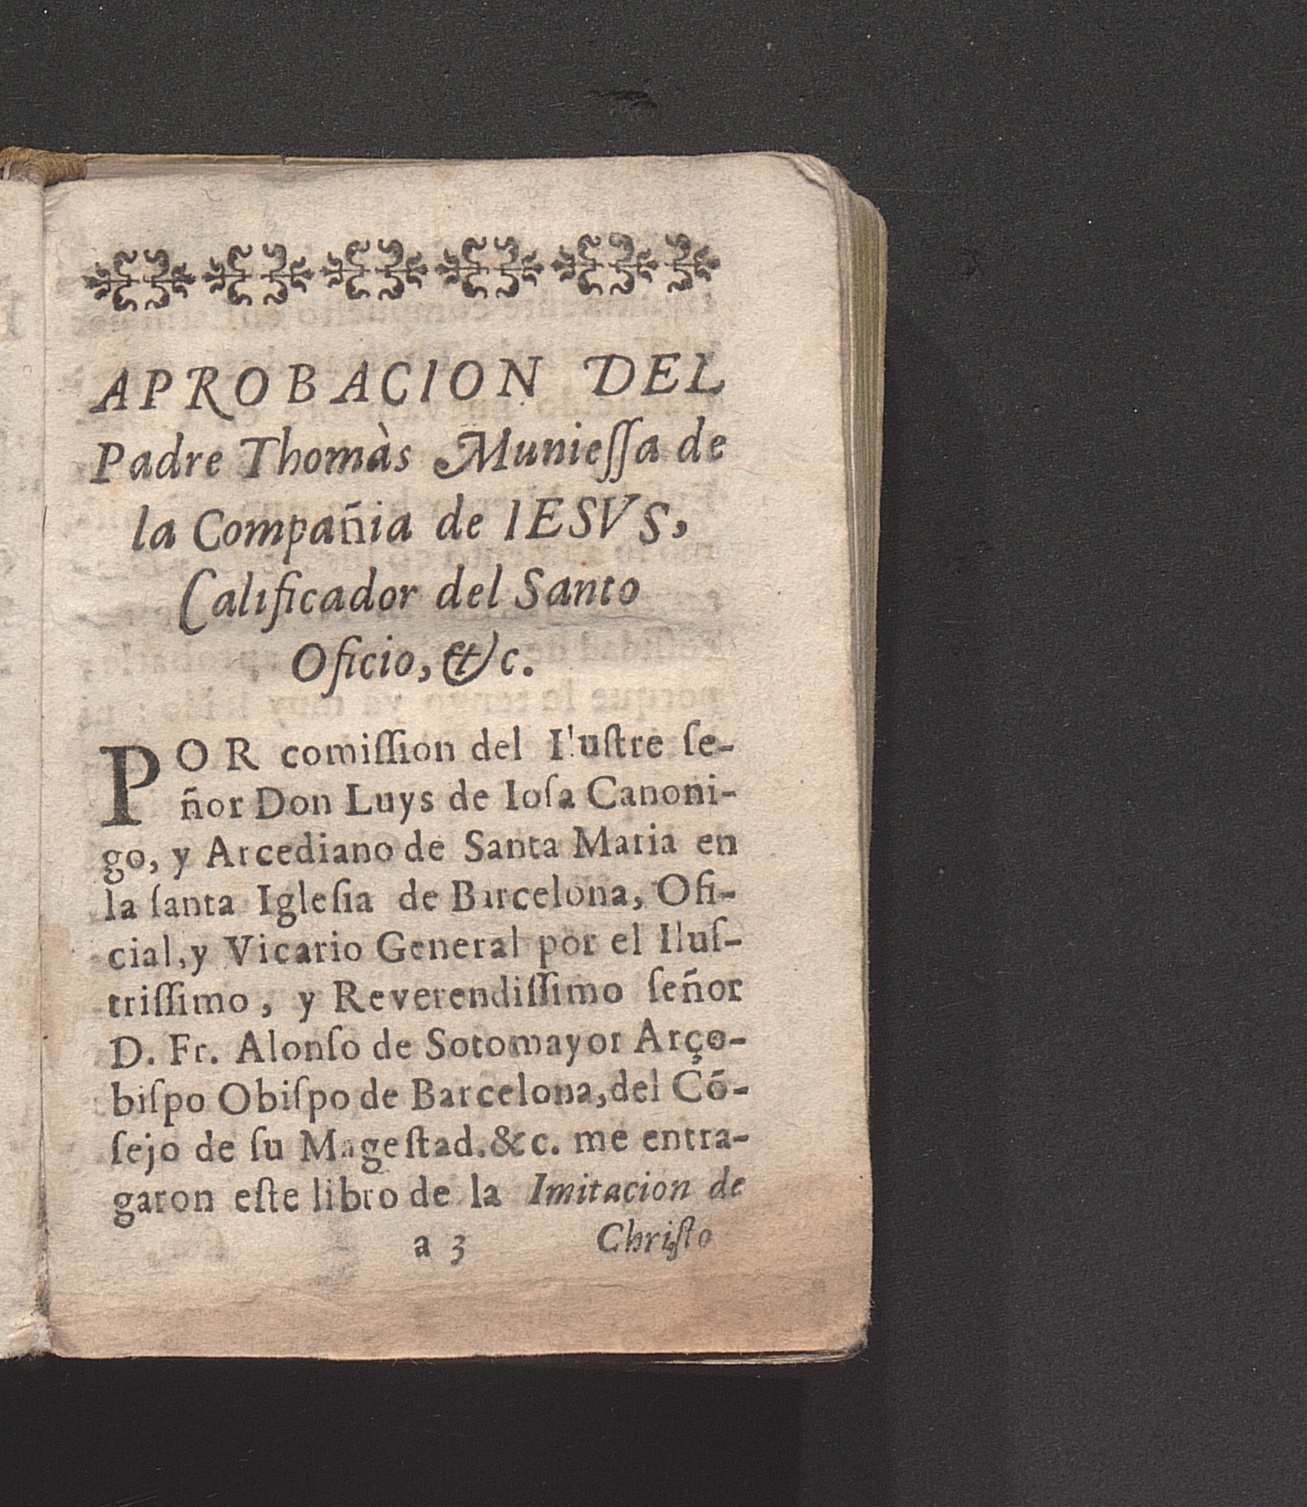 APROBACION DEL
Padre Thomàs Munieſſa de
la Compañia de IESVS,
Calificador del Santo
Oficio, &c.
POR comiſſion del Iluſtre ſe-
ñor Don Luys de Ioſa Canoni-
go, y Arcediano de Santa Maria en
la ſanta Igleſia de Barcelona, Ofi-
cial, y Vicario General por el Iluſ-
triſſimo, y Reverendiſſimo ſeñor
D. Fr. Alonſo de Sotomayor Arço-
biſpo Obiſpo de Barcelona, del Cõ-
ſejo de ſu Mageſtad. &c. me entra-
garon eſte libro de la Imitacion de
a 3 Chriſto